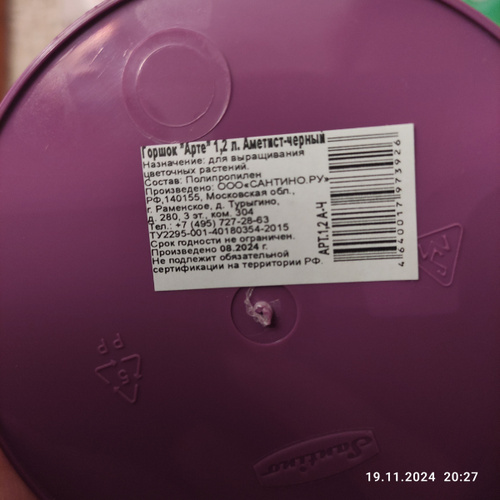 Горшок "Арте" 1,2 л. Аметист-черный
Назначение: для выращивания
цветочных растений.
Состав: Полипропилен
Произведено: ООО«САНТИНО.РУ»
РФ,140155, Московская обл.,
г. Раменское, д. Турыгино,
д. 280, 3 эт., ком. 304
Тел.: +7 (495) 727-28-63
ТУ2295-001-40180354-2015
Срок годности не ограничен.
Произведено 08.2024 г.
Не подлежит обязательной
сертификации на территории РФ.
АРТ.1,2 А-Ч
4640017973926
5
PP
Santino
19.11.2024 20:27